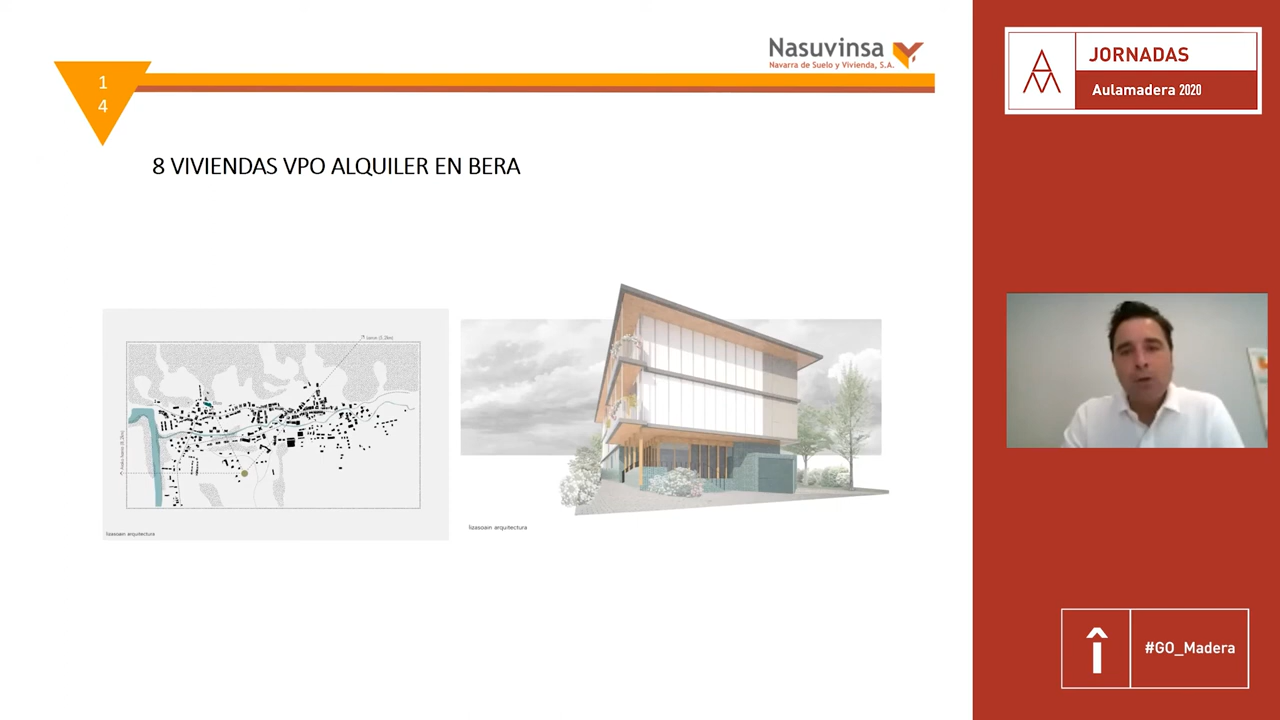 Nasuvinsa
Navarra de Suelo y Vivienda, S.A.
1
4
8 VIVIENDAS VPO ALQUILER EN BERA
lizasoain arquitectura
lizasoain arquitectura
JORNADAS
Aulamadera 2020
#GO_Madera